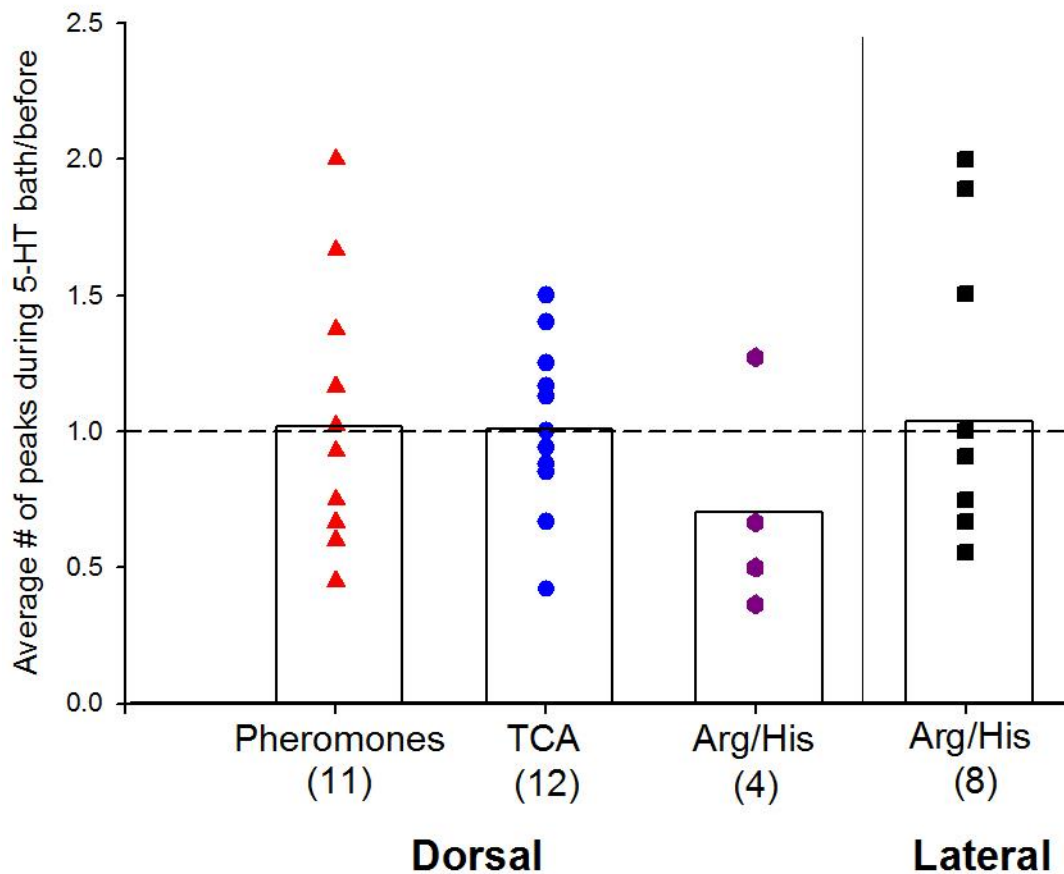 Average # of peaks during 5-HT bath/before
2.5
2.0
1.5
1.0
0.5
0.0
Pheromones
(11)
TCA
(12)
Arg/His
(4)
Arg/His
(8)
Dorsal
Lateral